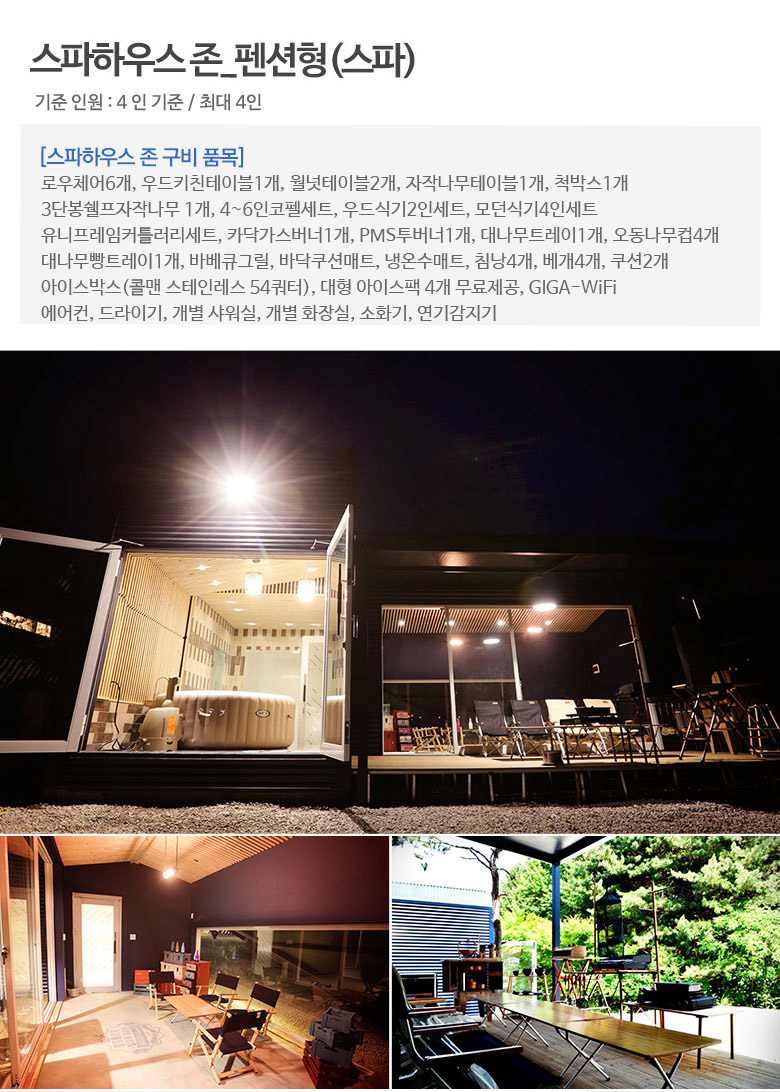 스파하우스 존_펜션형(스파)
기준 인원 : 4 인 기준 / 최대 4인
[스파하우스 존 구비 품목]
로우체어6개, 우드키친테이블1개, 월넛테이블2개, 자작나무테이블1개, 척박스1개
3단봉쉘프자작나무 1개, 4~6인코펠세트, 우드식기2인세트, 모던식기4인세트
유니프레임커틀러리세트, 카닥가스버너1개, PMS투버너1개, 대나무트레이1개, 오동나무컵4개
대나무빵트레이1개, 바베큐그릴, 바닥쿠션매트, 냉온수매트, 침낭4개, 베개4개, 쿠션2개
아이스박스(콜맨 스테인레스 54쿼터), 대형 아이스팩 4개 무료제공, GIGA-WiFi
에어컨, 드라이기, 개별 샤워실, 개별 화장실, 소화기, 연기감지기